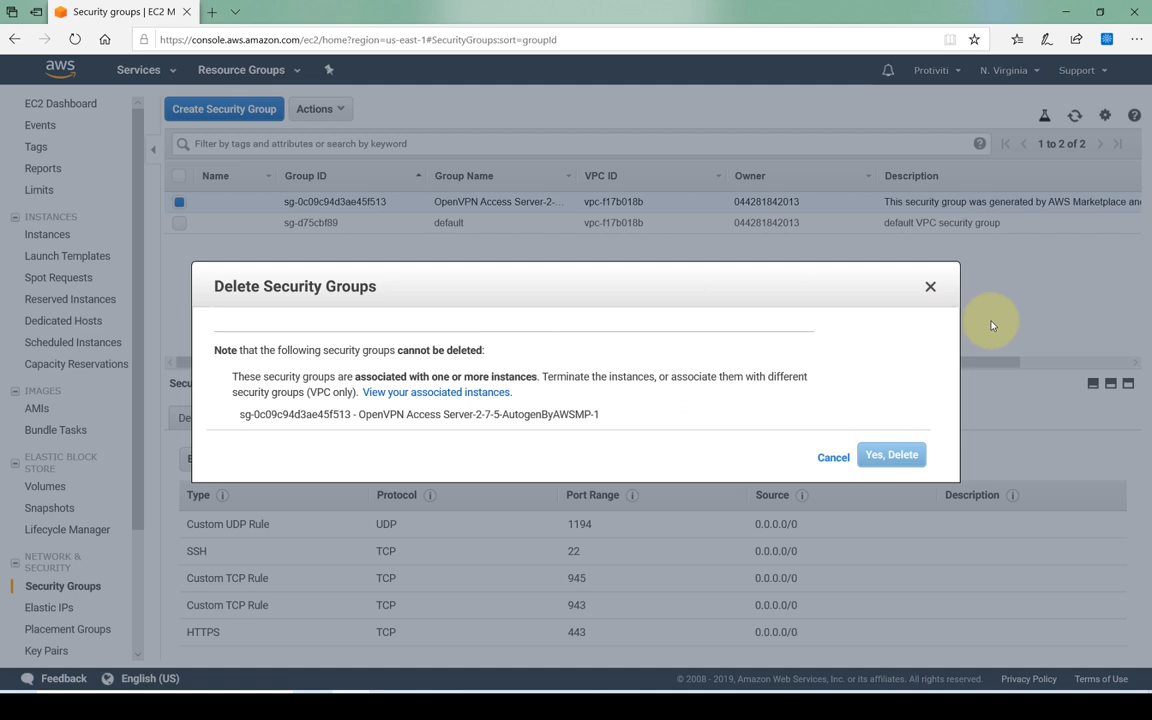 Security groups | EC2 M
https://console.aws.amazon.com/ec2/home?region=us-east-1#SecurityGroups:sort=groupId
aws Services Resource Groups Protiviti N. Virginia Support
EC2 Dashboard
Events
Tags
Reports
Limits
INSTANCES
Instances
Launch Templates
Spot Requests
Reserved Instances
Dedicated Hosts
Scheduled Instances
Capacity Reservations
IMAGES
AMIs
Bundle Tasks
ELASTIC BLOCK
STORE
Volumes
Snapshots
Lifecycle Manager
NETWORK &
SECURITY
Security Groups
Elastic IPs
Placement Groups
Key Pairs
Create Security Group Actions
Filter by tags and attributes or search by keyword 1 to 2 of 2
Name Group ID Group Name VPC ID Owner Description
sg-0c09c94d3ae45f513 OpenVPN Access Server-2-... vpc-f17b018b 044281842013 This security group was generated by AWS Marketplace and
sg-d75cbf89 default vpc-f17b018b 044281842013 default VPC security group
Delete Security Groups
Note that the following security groups cannot be deleted:
These security groups are associated with one or more instances. Terminate the instances, or associate them with different
security groups (VPC only). View your associated instances.
sg-0c09c94d3ae45f513 - OpenVPN Access Server-2-7-5-AutogenByAWSMP-1
Cancel Yes, Delete
Secu
De
Type Protocol Port Range Source Description
Custom UDP Rule UDP 1194 0.0.0.0/0
SSH TCP 22 0.0.0.0/0
Custom TCP Rule TCP 945 0.0.0.0/0
Custom TCP Rule TCP 943 0.0.0.0/0
HTTPS TCP 443 0.0.0.0/0
Feedback English (US) © 2008 - 2019, Amazon Web Services, Inc. or its affiliates. All rights reserved. Privacy Policy Terms of Use